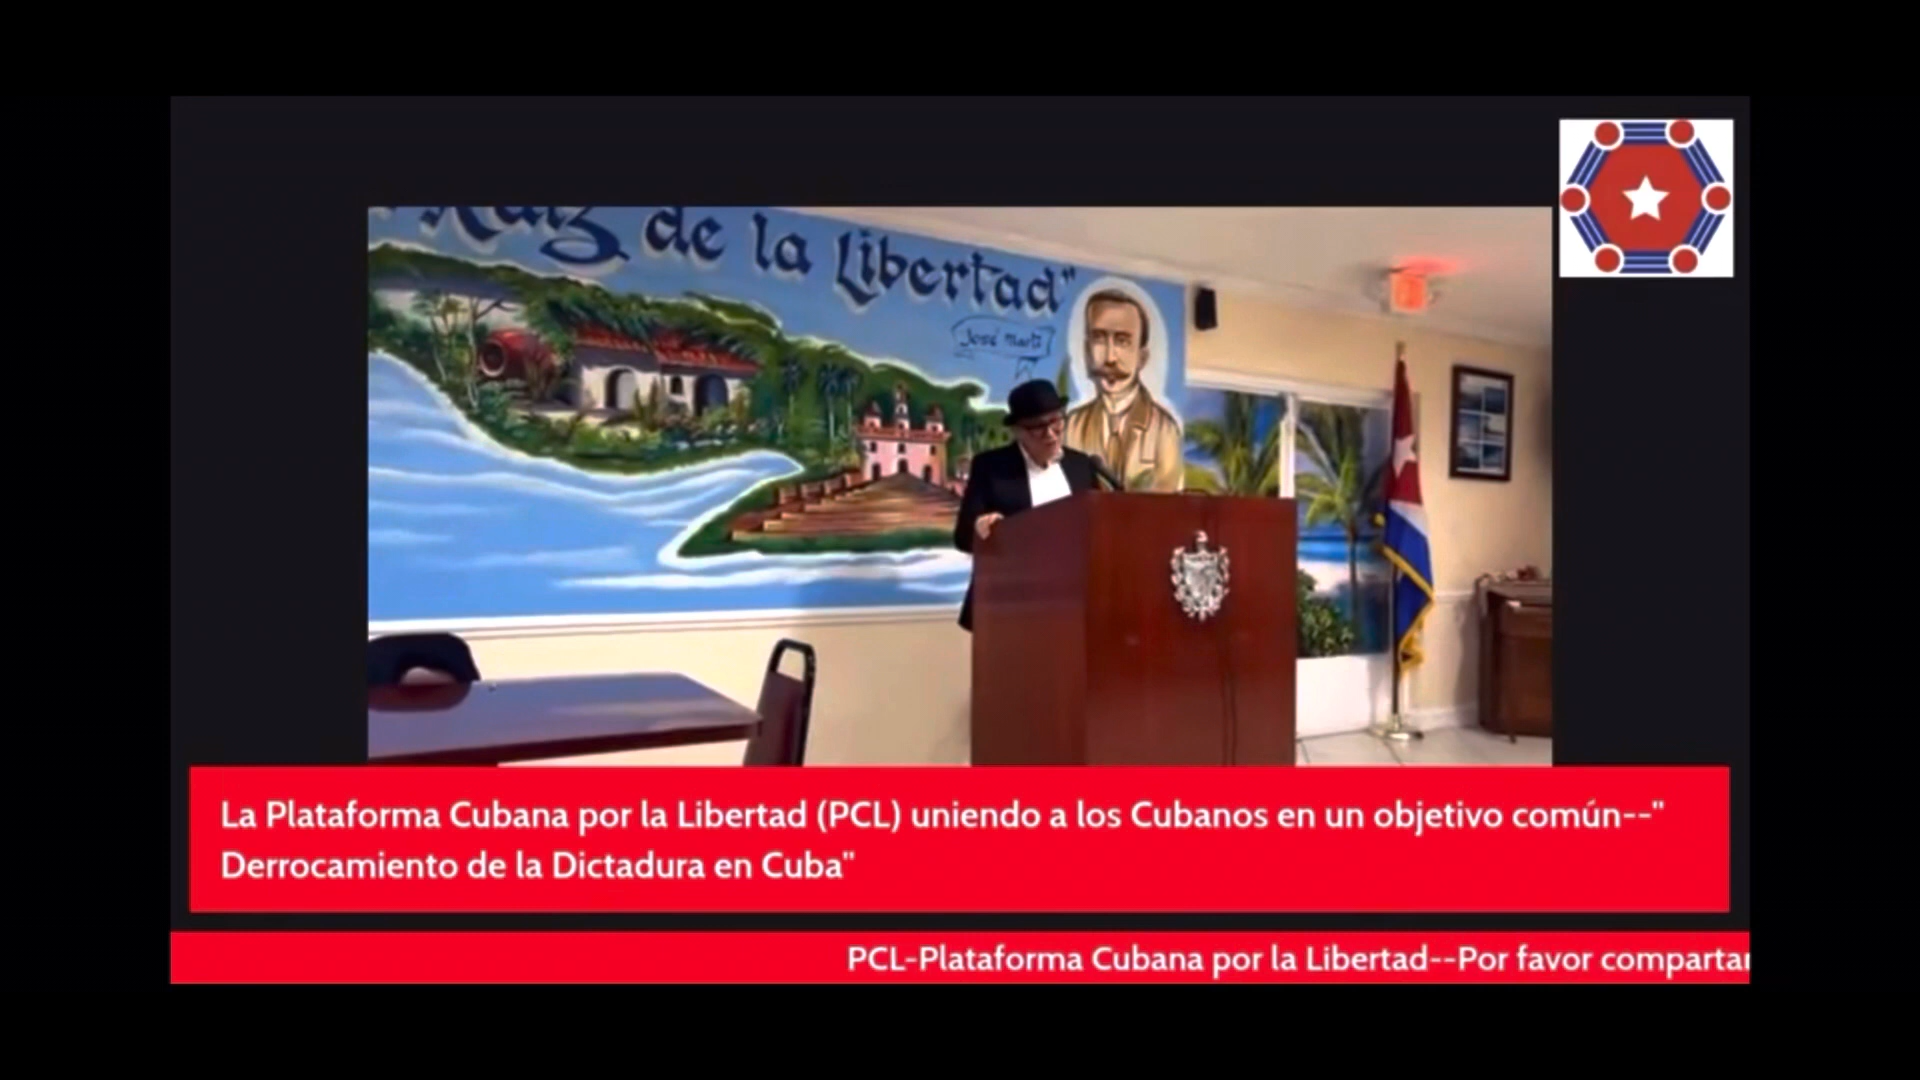 Raiz de la Libertad"
José Martí
La Plataforma Cubana por la Libertad (PCL) uniendo a los Cubanos en un objetivo común--"
Derrocamiento de la Dictadura en Cuba"
PCL-Plataforma Cubana por la Libertad--Por favor compartan